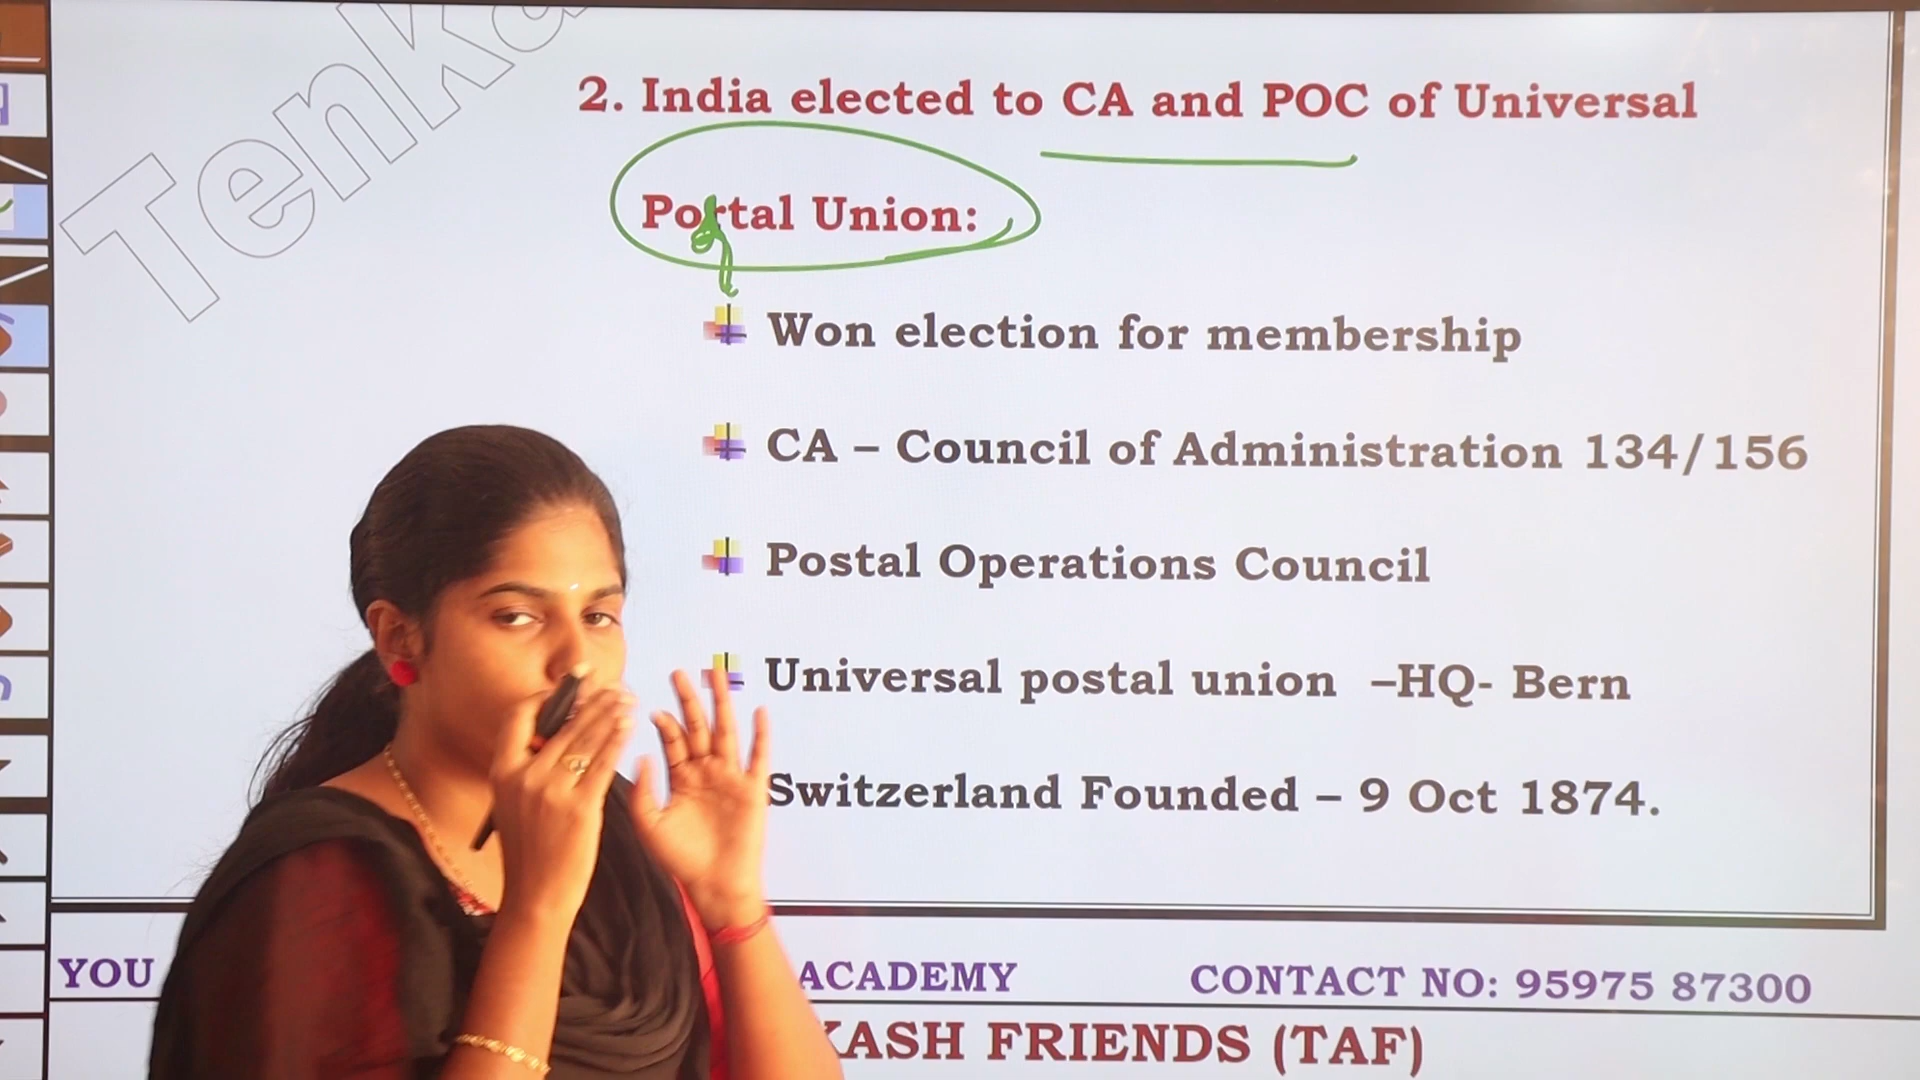 Tenka
2. India elected to CA and POC of Universal
Portal Union:
Won election for membership
CA – Council of Administration 134/156
Postal Operations Council
Universal postal union –HQ- Bern
Switzerland Founded – 9 Oct 1874.
YOU ACADEMY CONTACT NO: 95975 87300
KASH FRIENDS (TAF)